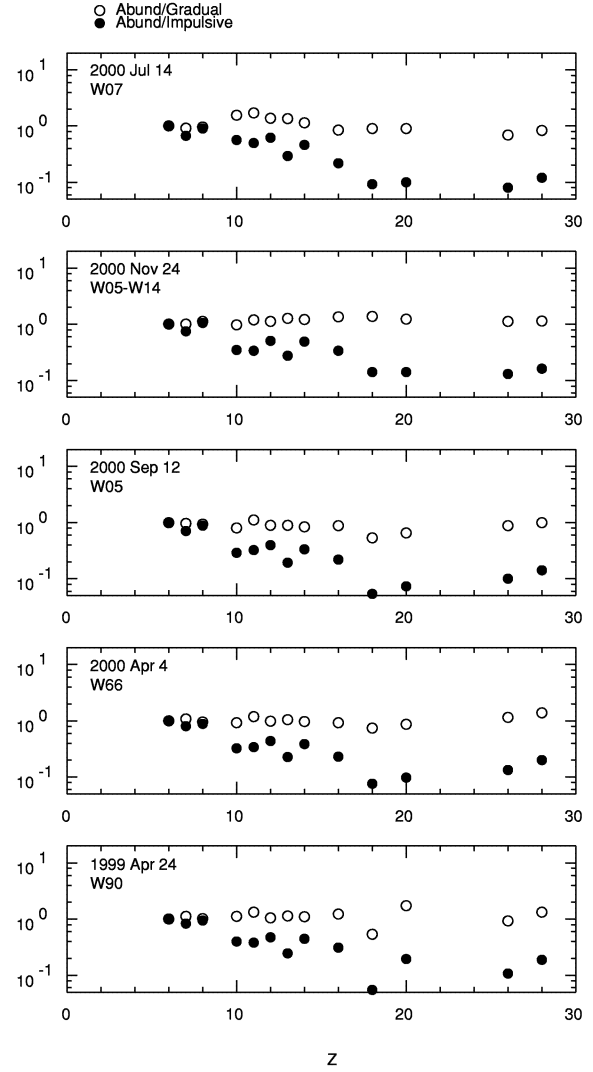 Abund/Gradual
Abund/Impulsive
2000 Jul 14
W07
10 1
10 0
10 -1
0 10 20 30
2000 Nov 24
W05-W14
10 1
10 0
10 -1
0 10 20 30
2000 Sep 12
W05
10 1
10 0
10 -1
0 10 20 30
2000 Apr 4
W66
10 1
10 0
10 -1
0 10 20 30
1999 Apr 24
W90
10 1
10 0
10 -1
0 10 20 30
Z